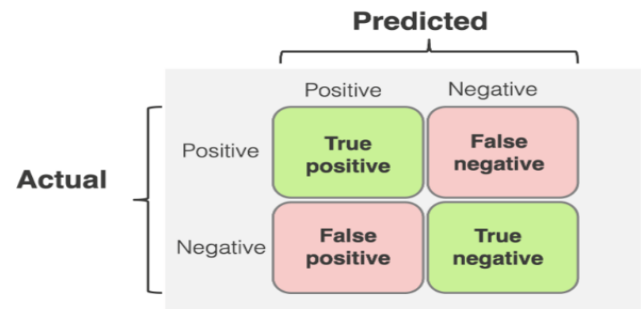 Predicted
Positive Negative
Actual
Positive
True
positive
False
negative
Negative
False
positive
True
negative